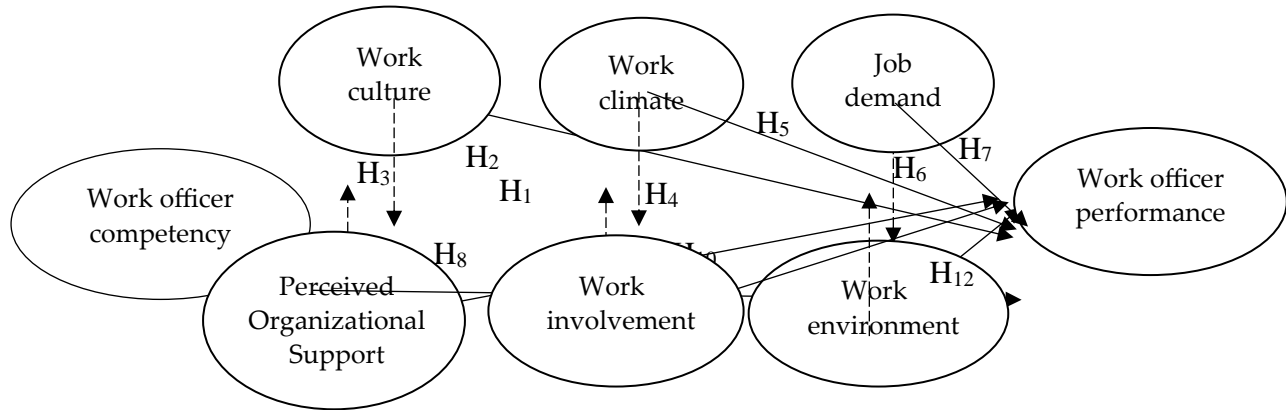 Work
culture
Work
climate
Job
demand
H5
H7
H2
H3
H6
H1
H4
Work officer
competency
Work officer
performance
H8
H12
Perceived
Organizational
Support
Work
involvement
Work
environment